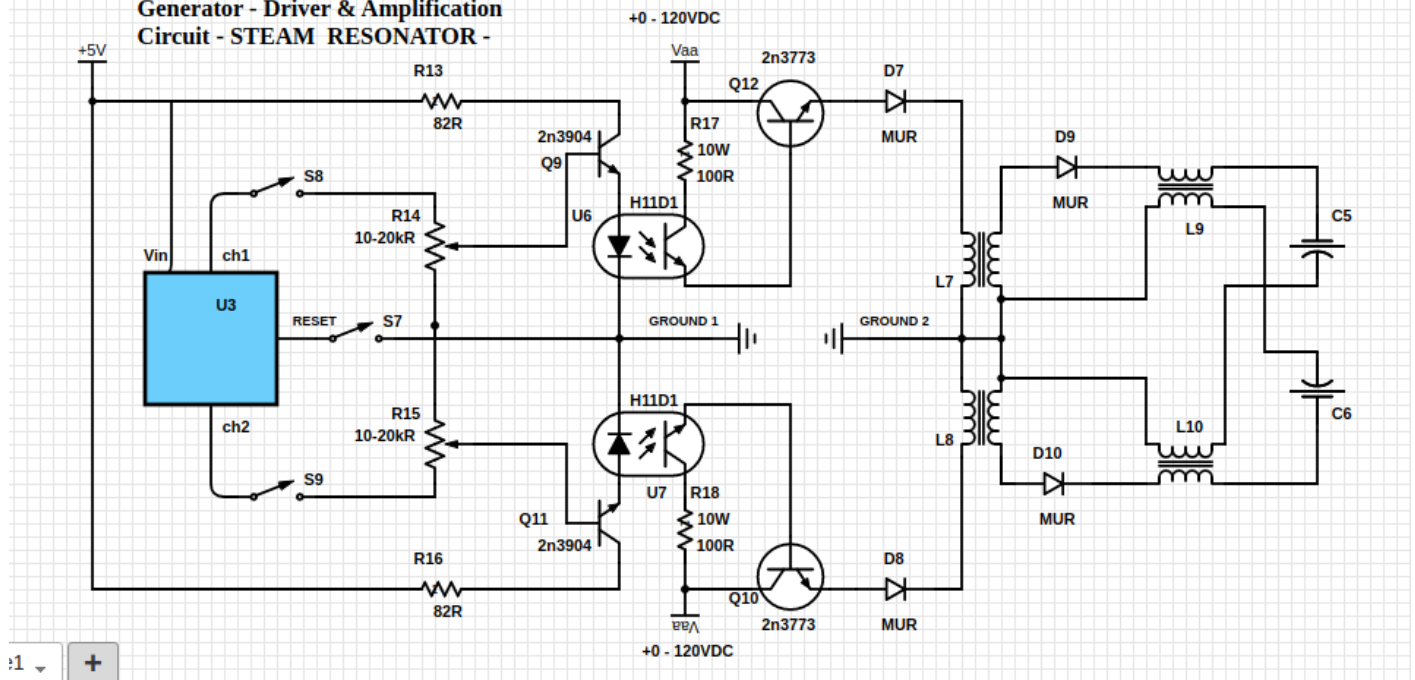 Generator - Driver & Amplification
Circuit - STEAM RESONATOR -
+0 - 120VDC
+5V
Vaa
2n3773
R13
Q12
D7
82R
R17
2n3904
10W
MUR
D9
Q9
100R
S8
H11D1
MUR
R14
U6
C5
10-20kR
L9
Vin
ch1
L7
U3
RESET
S7
GROUND 1
GROUND 2
H11D1
R15
C6
ch2
10-20kR
L8
L10
D10
S9
U7
R18
Q11
10W
MUR
2n3904
100R
R16
D8
Q10
82R
Vaa
2n3773
MUR
+0 - 120VDC
e1
+